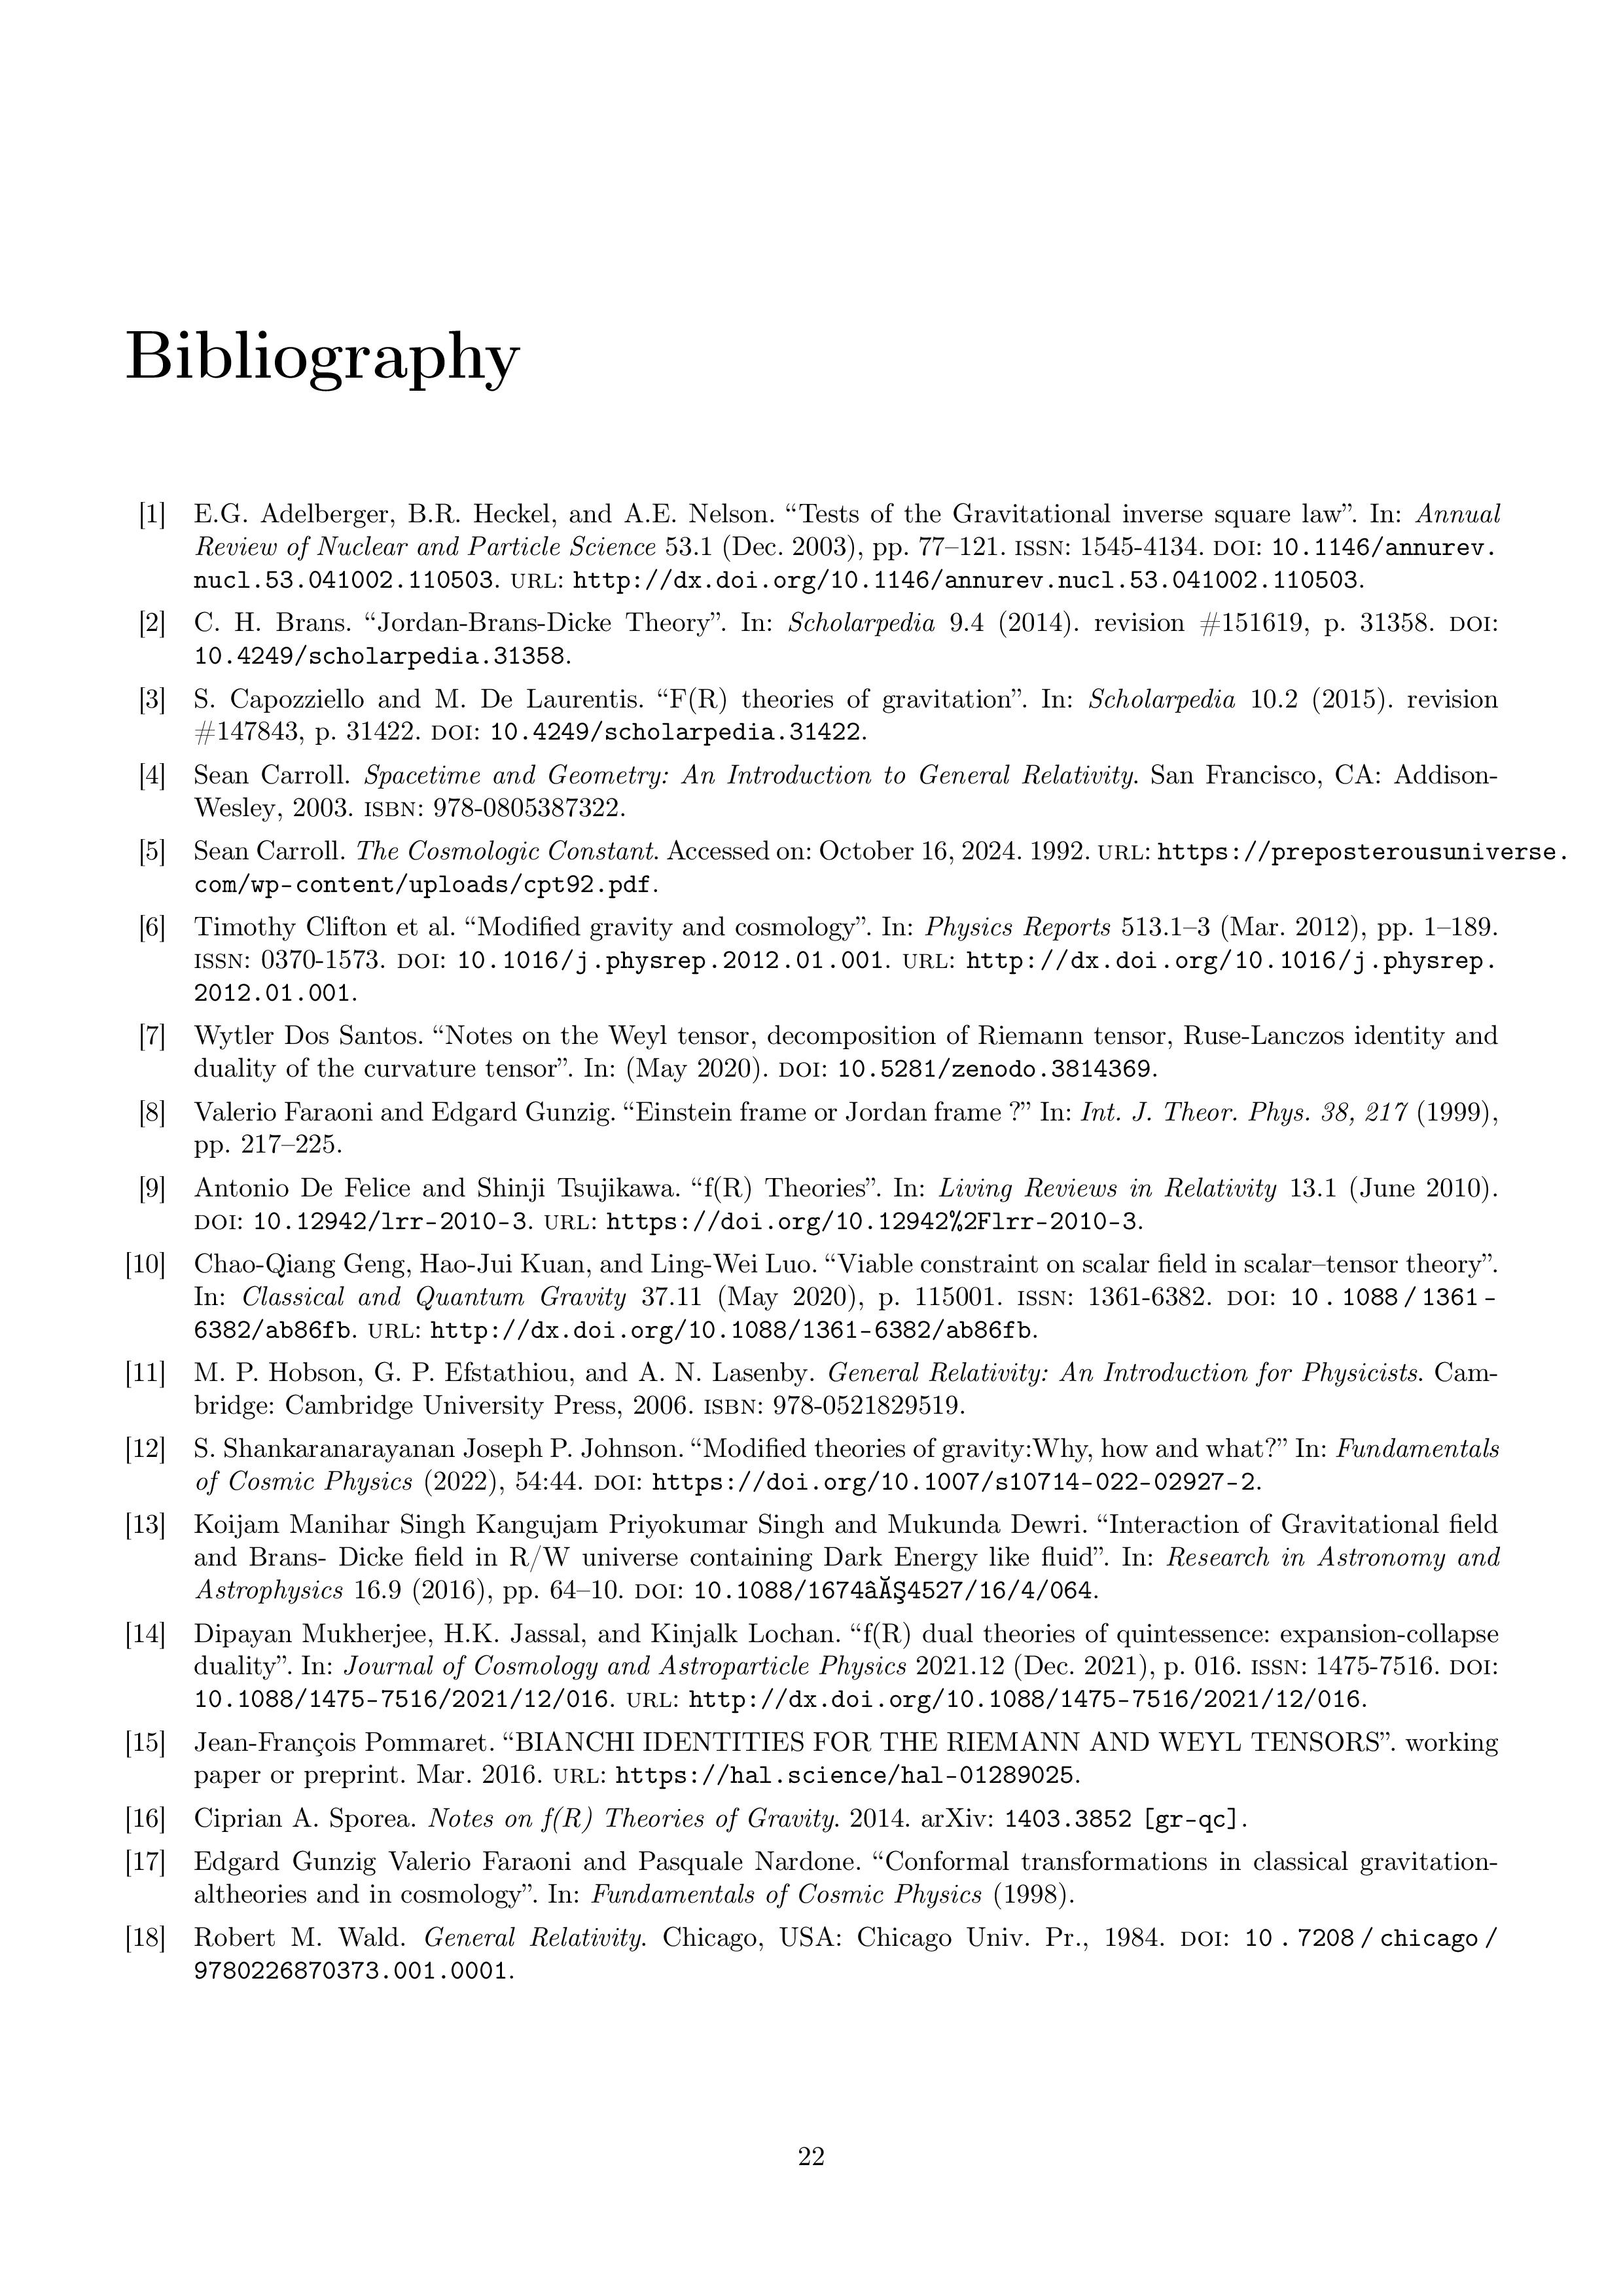 Bibliography
[1] E.G. Adelberger, B.R. Heckel, and A.E. Nelson. “Tests of the Gravitational inverse square law”. In: Annual
Review of Nuclear and Particle Science 53.1 (Dec. 2003), pp. 77–121. ISSN: 1545-4134. DOI: 10.1146/annurev.
nucl.53.041002.110503. URL: http://dx.doi.org/10.1146/annurev.nucl.53.041002.110503.
[2] C. H. Brans. “Jordan-Brans-Dicke Theory”. In: Scholarpedia 9.4 (2014). revision #151619, p. 31358. DOI:
10.4249/scholarpedia.31358.
[3] S. Capozziello and M. De Laurentis. “F(R) theories of gravitation”. In: Scholarpedia 10.2 (2015). revision
#147843, p. 31422. DOI: 10.4249/scholarpedia.31422.
[4] Sean Carroll. Spacetime and Geometry: An Introduction to General Relativity. San Francisco, CA: Addison-
Wesley, 2003. ISBN: 978-0805387322.
[5] Sean Carroll. The Cosmologic Constant. Accessed on: October 16, 2024. 1992. URL: https://preposterousuniverse.
com/wp-content/uploads/cpt92.pdf.
[6] Timothy Clifton et al. “Modified gravity and cosmology”. In: Physics Reports 513.1–3 (Mar. 2012), pp. 1–189.
ISSN: 0370-1573. DOI: 10.1016/j.physrep.2012.01.001. URL: http://dx.doi.org/10.1016/j.physrep.
2012.01.001.
[7] Wytler Dos Santos. “Notes on the Weyl tensor, decomposition of Riemann tensor, Ruse-Lanczos identity and
duality of the curvature tensor”. In: (May 2020). DOI: 10.5281/zenodo.3814369.
[8] Valerio Faraoni and Edgard Gunzig. “Einstein frame or Jordan frame ?” In: Int. J. Theor. Phys. 38, 217 (1999),
pp. 217–225.
[9] Antonio De Felice and Shinji Tsujikawa. “f(R) Theories”. In: Living Reviews in Relativity 13.1 (June 2010).
DOI: 10.12942/lrr-2010-3. URL: https://doi.org/10.12942%2Flrr-2010-3.
[10] Chao-Qiang Geng, Hao-Jui Kuan, and Ling-Wei Luo. “Viable constraint on scalar field in scalar–tensor theory”.
In: Classical and Quantum Gravity 37.11 (May 2020), p. 115001. ISSN: 1361-6382. DOI: 10 . 1088 / 1361 -
6382/ab86fb. URL: http://dx.doi.org/10.1088/1361-6382/ab86fb.
[11] M. P. Hobson, G. P. Efstathiou, and A. N. Lasenby. General Relativity: An Introduction for Physicists. Cam-
bridge: Cambridge University Press, 2006. ISBN: 978-0521829519.
[12] S. Shankaranarayanan Joseph P. Johnson. “Modified theories of gravity:Why, how and what?” In: Fundamentals
of Cosmic Physics (2022), 54:44. DOI: https://doi.org/10.1007/s10714-022-02927-2.
[13] Koijam Manihar Singh Kangujam Priyokumar Singh and Mukunda Dewri. “Interaction of Gravitational field
and Brans- Dicke field in R/W universe containing Dark Energy like fluid”. In: Research in Astronomy and
Astrophysics 16.9 (2016), pp. 64–10. DOI: 10.1088/1674âĂŞ4527/16/4/064.
[14] Dipayan Mukherjee, H.K. Jassal, and Kinjalk Lochan. “f(R) dual theories of quintessence: expansion-collapse
duality”. In: Journal of Cosmology and Astroparticle Physics 2021.12 (Dec. 2021), p. 016. ISSN: 1475-7516. DOI:
10.1088/1475-7516/2021/12/016. URL: http://dx.doi.org/10.1088/1475-7516/2021/12/016.
[15] Jean-François Pommaret. “BIANCHI IDENTITIES FOR THE RIEMANN AND WEYL TENSORS”. working
paper or preprint. Mar. 2016. URL: https://hal.science/hal-01289025.
[16] Ciprian A. Sporea. Notes on f(R) Theories of Gravity. 2014. arXiv: 1403.3852 [gr-qc].
[17] Edgard Gunzig Valerio Faraoni and Pasquale Nardone. “Conformal transformations in classical gravitation-
altheories and in cosmology”. In: Fundamentals of Cosmic Physics (1998).
[18] Robert M. Wald. General Relativity. Chicago, USA: Chicago Univ. Pr., 1984. DOI: 10 . 7208 / chicago /
9780226870373.001.0001.
22